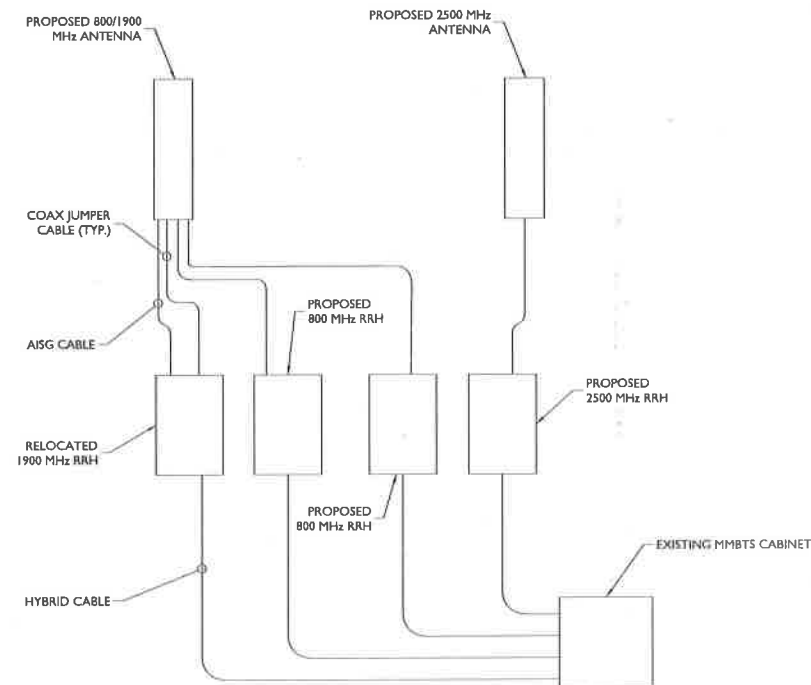 PROPOSED 800/1900
MHz ANTENNA
PROPOSED 2500 MHz
ANTENNA
COAX JUMPER
CABLE (TYP.)
PROPOSED
800 MHz RRH
AISG CABLE
PROPOSED
2500 MHz RRH
RELOCATED
1900 MHz RRH
PROPOSED
800 MHz RRH
EXISTING MMBTS CABINET
HYBRID CABLE